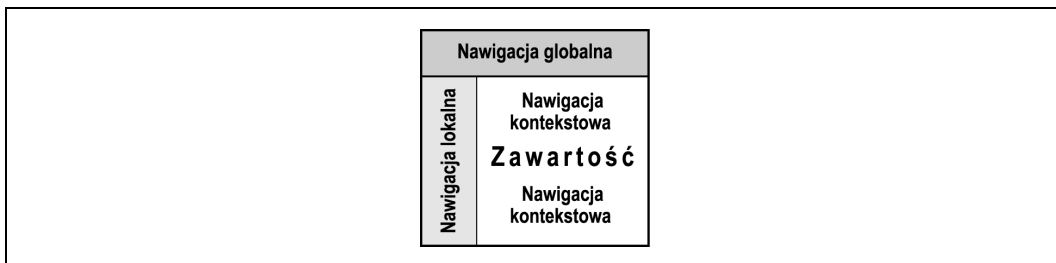 Nawigacja globalna
Nawigacja lokalna
Nawigacja
kontekstowa
Zawartość
Nawigacja
kontekstowa